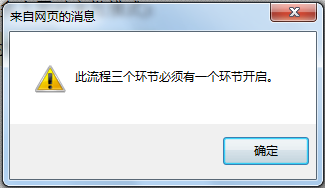 来自网页的消息
此流程三个环节必须有一个环节开启。
确定